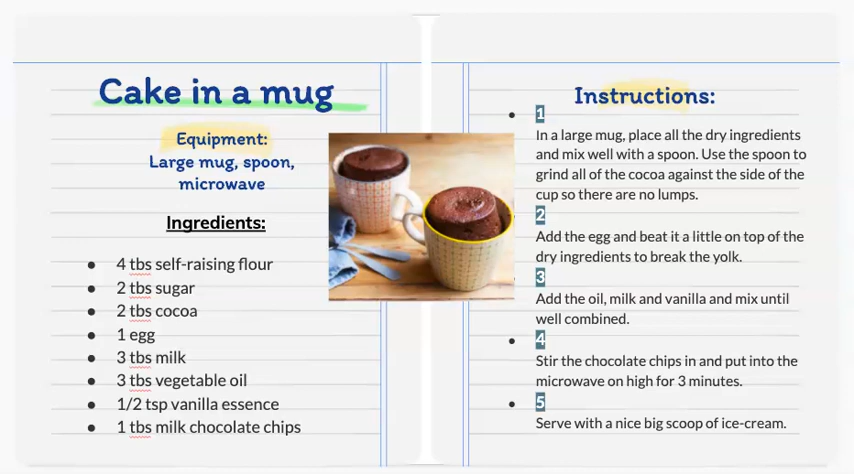 Cake in a mug
Equipment:
Large mug, spoon,
microwave
Ingredients:
● 4 tbs self-raising flour
● 2 tbs sugar
● 2 tbs cocoa
● 1 egg
● 3 tbs milk
● 3 tbs vegetable oil
● 1/2 tsp vanilla essence
● 1 tbs milk chocolate chips
Instructions:
● 1
In a large mug, place all the dry ingredients
and mix well with a spoon. Use the spoon to
grind all of the cocoa against the side of the
cup so there are no lumps.
2
Add the egg and beat it a little on top of the
dry ingredients to break the yolk.
3
Add the oil, milk and vanilla and mix until
well combined.
● 4
Stir the chocolate chips in and put into the
microwave on high for 3 minutes.
● 5
Serve with a nice big scoop of ice-cream.